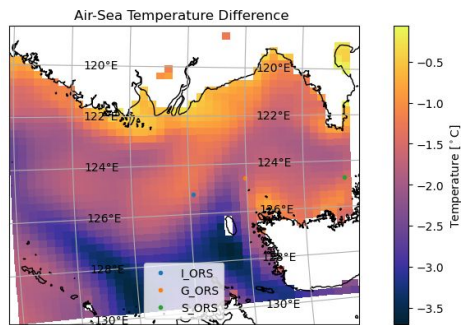 Air-Sea Temperature Difference
120°E
120°E
122°E
122°E
124°E
124°E
126°E
126°E
128°E
128°E
130°E
130°E
I_ORS
G_ORS
S_ORS
−0.5
−1.0
−1.5
−2.0
−2.5
−3.0
−3.5
Temperature [°C]